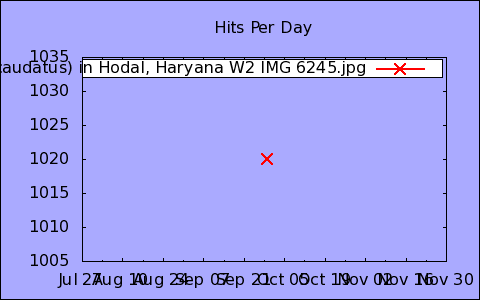 Hits Per Day
caudatus) in Hodal, Haryana W2 IMG 6245.jpg
1035
1030
1025
1020
1015
1010
1005
Jul 27 Aug 10 Aug 24 Sep 07 Sep 21 Oct 05 Oct 19 Nov 02 Nov 16 Nov 30